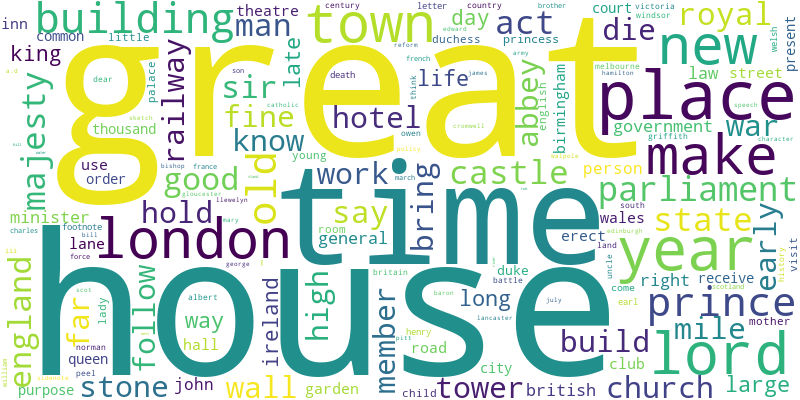 inn
common
building
theatre
man
century
letter
country
brother
court
victoria
windsor
royal
king
little
late
duchess
day
princess
act
die
town
law
street
new
present
welsh
majesty
railway
palace
dear
sir
son
death
reform
edward
french
think
james
army
life
great
melbourne
hamilton
place
speech
a.d
sketch
thousand
fine
hotel
catholic
owen
policy
cromwell
abbey
english
birmingham
government
war
griffith
character
know
young
march
walpole
make
use
order
bishop
france
good
old
work
castle
person
gloucester
llewelyn
time
bring
parliament
minister
hold
mary
say
south
wales
state
early
charles
footnote
bill
room
general
erect
land
edinburgh
london
lane
force
year
history
visit
iii
george
england
far
follow
scot
high
britain
duke
battle
uncle
come
right
receive
scotland
albert
way
ireland
member
long
baron
july
earl
prince
mother
lady
hall
house
lancaster
mile
norman
queen
peel
henry
pitt
road
city
build
club
lord
william
purpose
sidenote
stone
john
wall
garden
child
tower
british
church
large